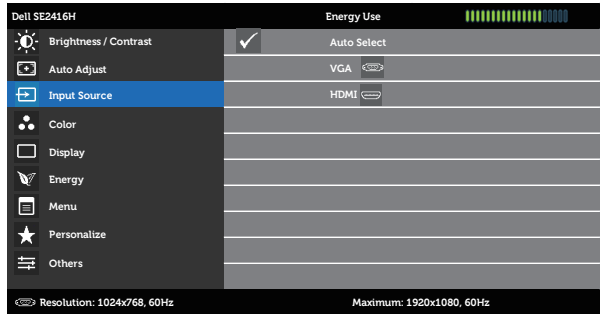 Dell SE2416H Energy Use
Brightness / Contrast Auto Select
Auto Adjust VGA
Input Source HDMI
Color
Display
Energy
Menu
Personalize
Others
Resolution: 1024x768, 60Hz Maximum: 1920x1080, 60Hz